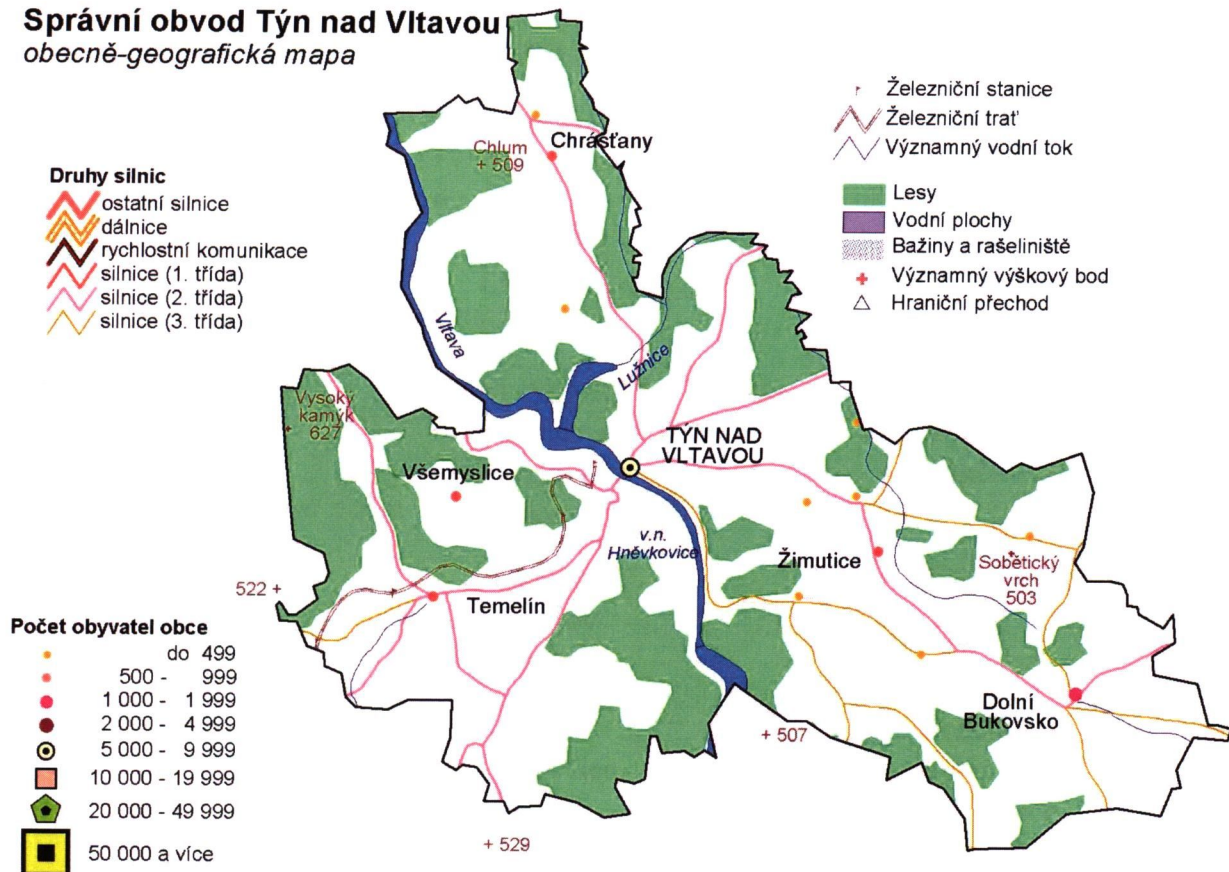 Správní obvod Týn nad Vltavou
obecně-geografická mapa
Železniční stanice
Železniční trať
Významný vodní tok
Lesy
Vodní plochy
Bažiny a rašeliniště
Významný výškový bod
Hraniční přechod
Druhy silnic
ostatní silnice
dálnice
rychlostní komunikace
silnice (1. třída)
silnice (2. třída)
silnice (3. třída)
Chlum
+ 509
Chrášťany
Vltava
Lužnice
Vysoký
kamýk
627
Všemyslice
TÝN NAD
VLTAVOU
v.n.
Hněvkovice
Žimutice
Sobětický
vrch
503
522 +
Temelín
Dolní
Bukovsko
+ 507
+ 529
Počet obyvatel obce
do 499
500 - 999
1 000 - 1 999
2 000 - 4 999
5 000 - 9 999
10 000 - 19 999
20 000 - 49 999
50 000 a více